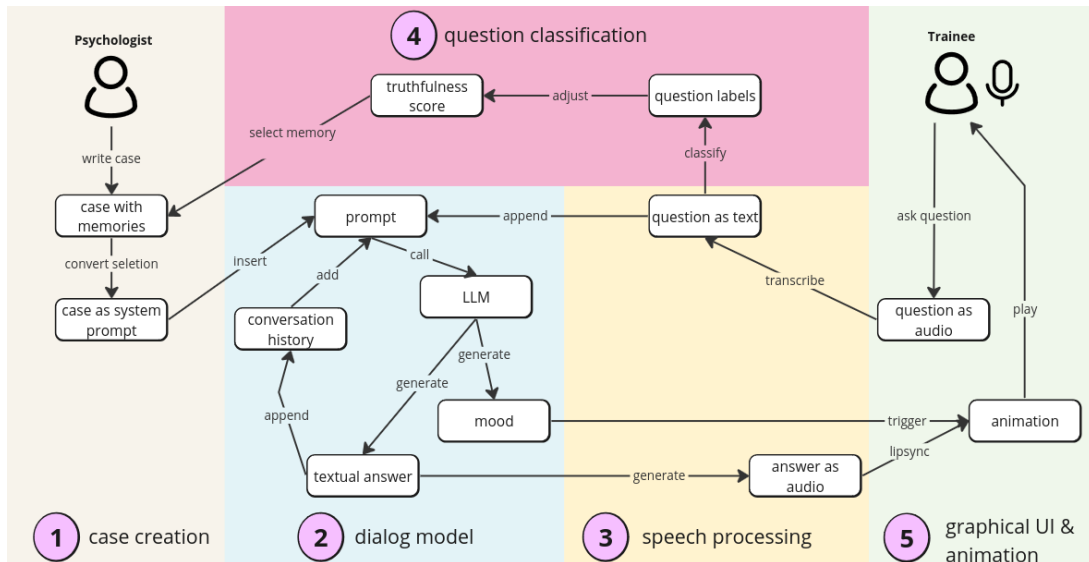 Psychologist
write case
case with
memories
convert seletion
case as system
prompt
1 case creation
4 question classification
truthfulness
score
adjust
question labels
select memory
classify
prompt
append
question as text
insert
add
call
LLM
conversation
history
generate
generate
append
mood
textual answer
2 dialog model
transcribe
generate
answer as
audio
3 speech processing
Trainee
ask question
question as
audio
play
trigger
animation
lipsync
5 graphical UI &
animation